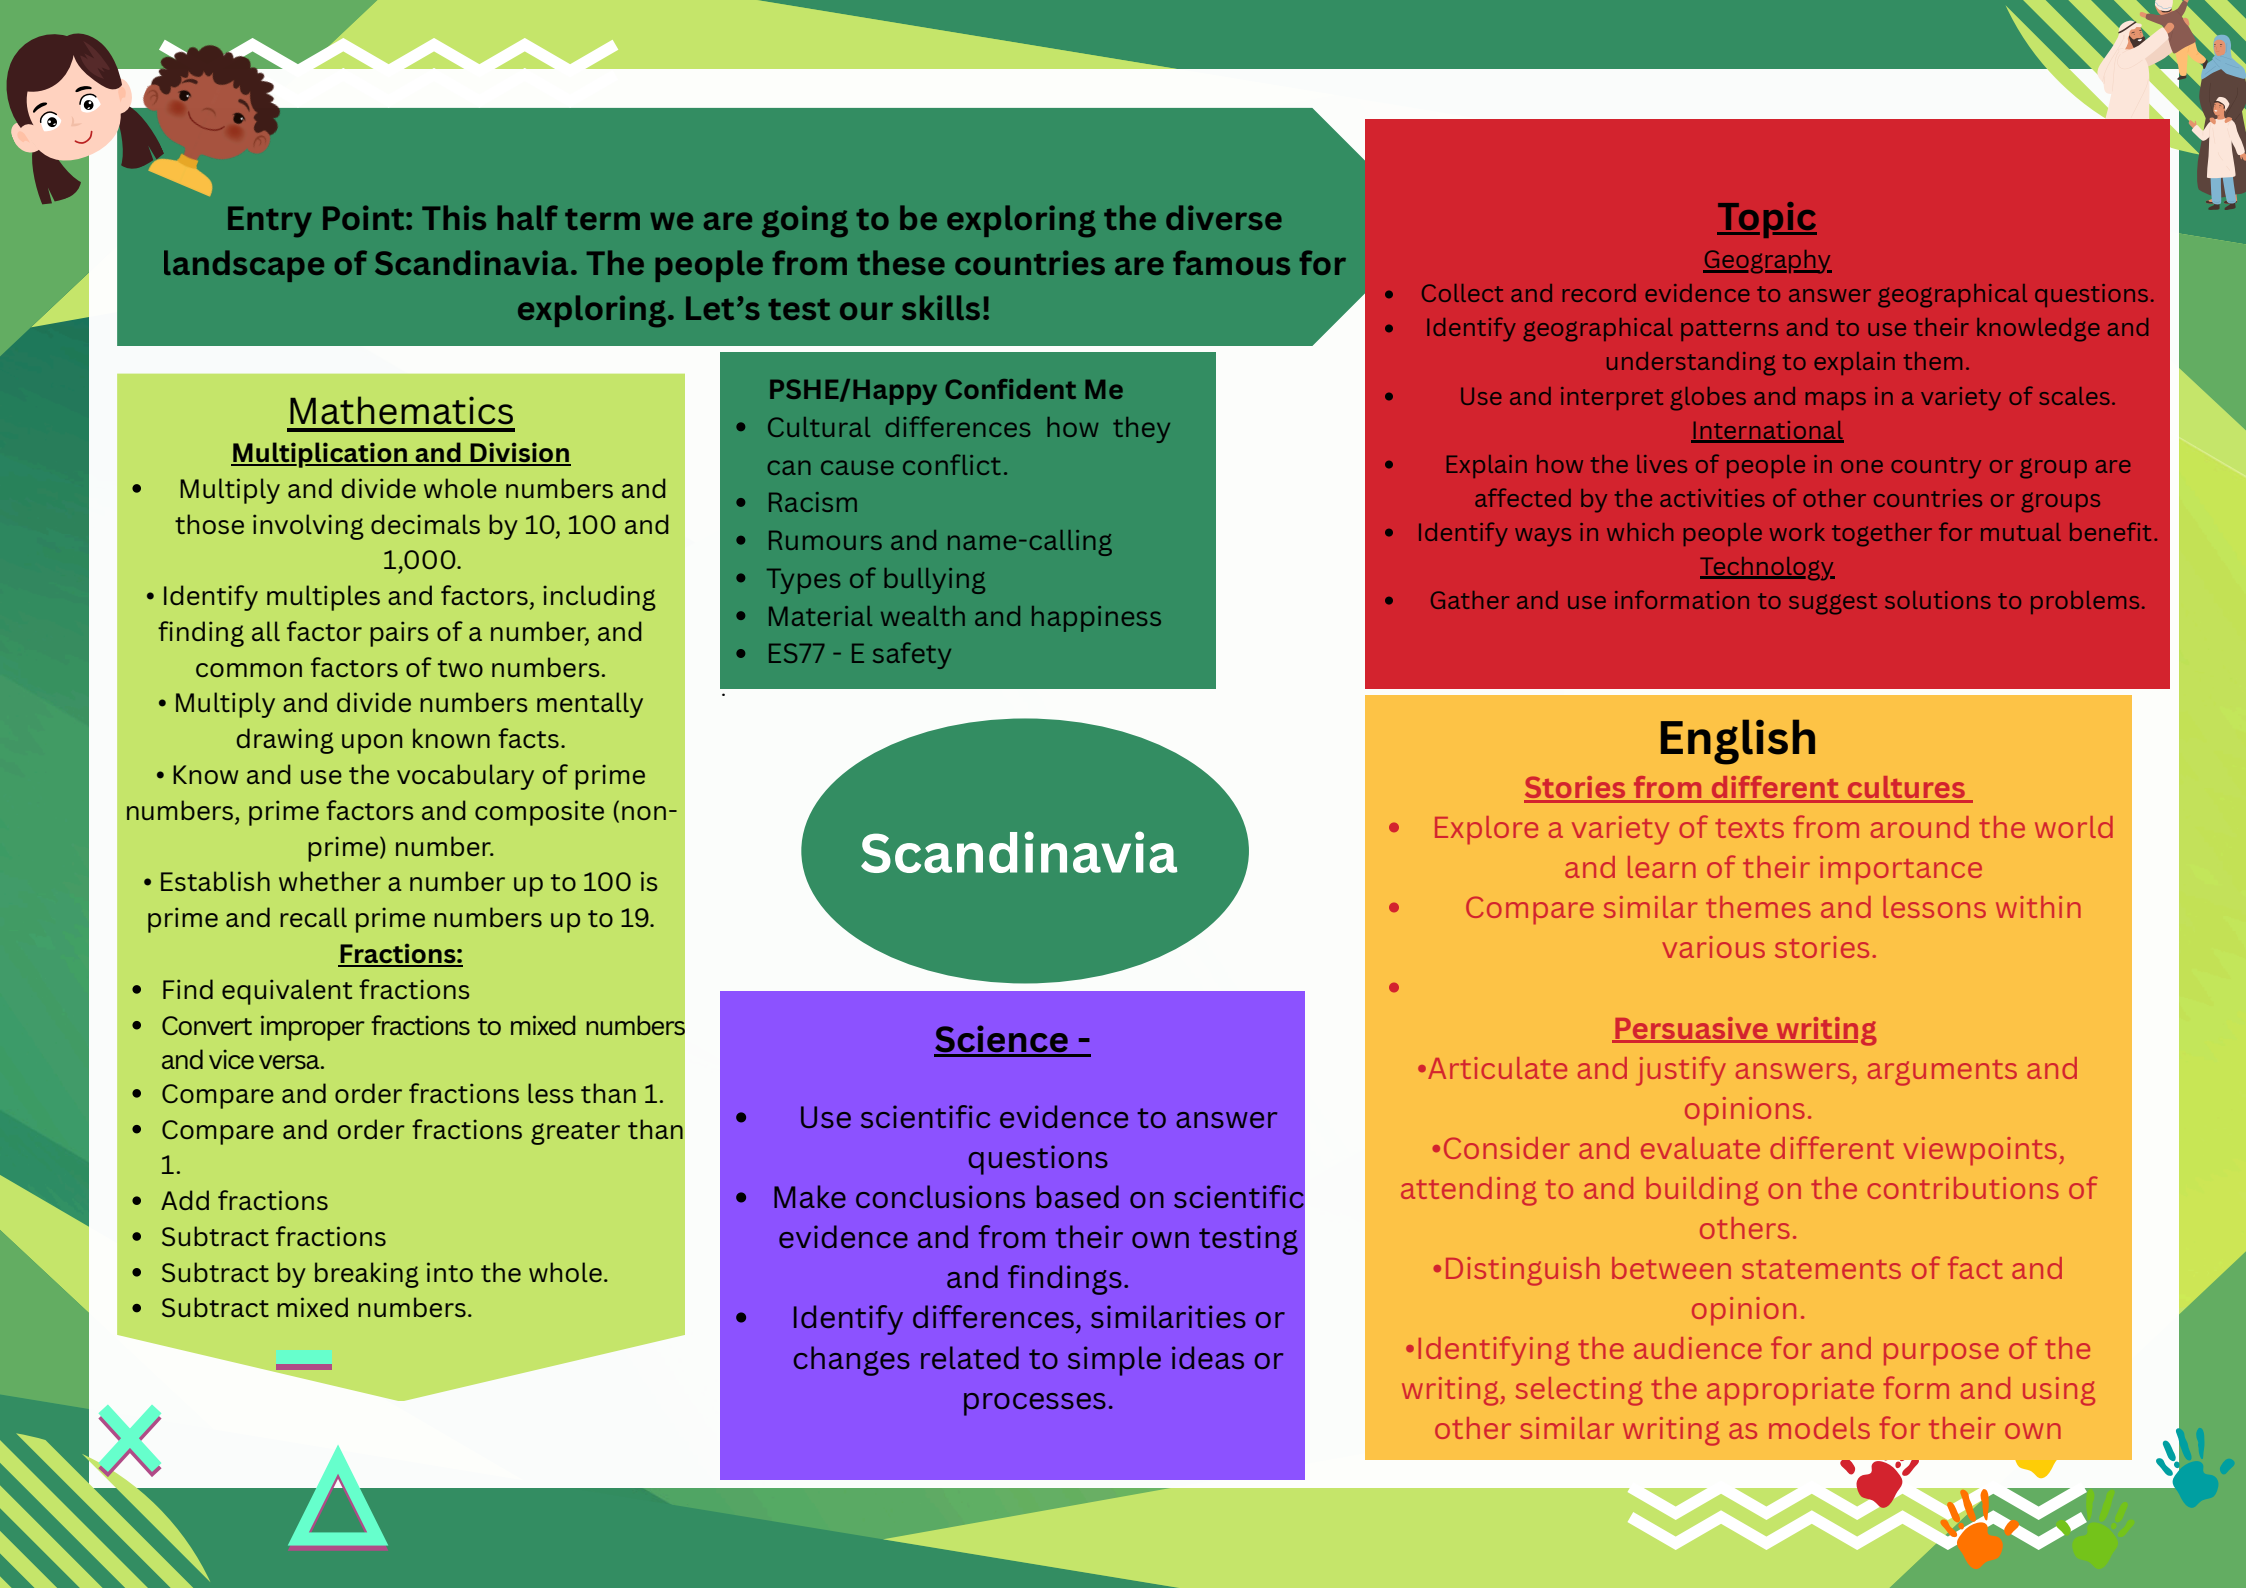 Entry Point: This half term we are going to be exploring the diverse
landscape of Scandinavia. The people from these countries are famous for
exploring. Let’s test our skills!
Mathematics
Multiplication and Division
• Multiply and divide whole numbers and
those involving decimals by 10, 100 and
1,000.
• Identify multiples and factors, including
finding all factor pairs of a number, and
common factors of two numbers.
• Multiply and divide numbers mentally
drawing upon known facts.
• Know and use the vocabulary of prime
numbers, prime factors and composite (non-
prime) number.
• Establish whether a number up to 100 is
prime and recall prime numbers up to 19.
Fractions:
• Find equivalent fractions
• Convert improper fractions to mixed numbers
and vice versa.
• Compare and order fractions less than 1.
• Compare and order fractions greater than
1.
• Add fractions
• Subtract fractions
• Subtract by breaking into the whole.
• Subtract mixed numbers.
PSHE/Happy Confident Me
• Cultural differences how they
can cause conflict.
• Racism
• Rumours and name-calling
• Types of bullying
• Material wealth and happiness
• ES77 - E safety
.
Scandinavia
Science -
• Use scientific evidence to answer
questions
• Make conclusions based on scientific
evidence and from their own testing
and findings.
• Identify differences, similarities or
changes related to simple ideas or
processes.
Topic
Geography
• Collect and record evidence to answer geographical questions.
• Identify geographical patterns and to use their knowledge and
understanding to explain them.
• Use and interpret globes and maps in a variety of scales.
International
• Explain how the lives of people in one country or group are
affected by the activities of other countries or groups
• Identify ways in which people work together for mutual benefit.
Technology
• Gather and use information to suggest solutions to problems.
English
Stories from different cultures
• Explore a variety of texts from around the world
and learn of their importance
• Compare similar themes and lessons within
various stories.
•
Persuasive writing
•Articulate and justify answers, arguments and
opinions.
•Consider and evaluate different viewpoints,
attending to and building on the contributions of
others.
•Distinguish between statements of fact and
opinion.
•Identifying the audience for and purpose of the
writing, selecting the appropriate form and using
other similar writing as models for their own